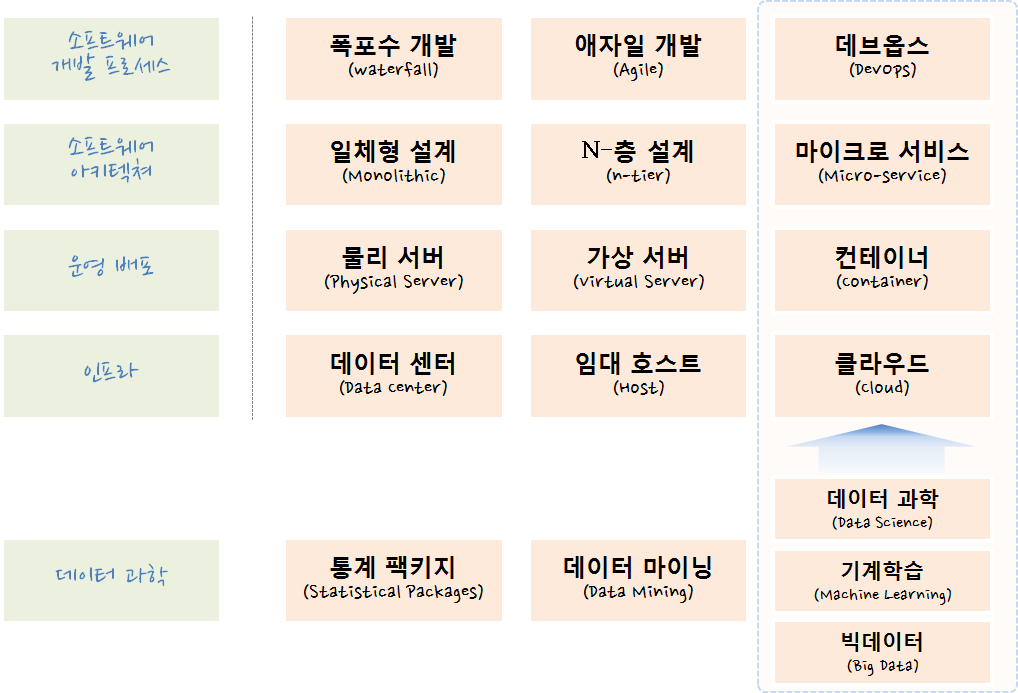 소프트웨어
개발 프로세스
폭포수 개발
(Waterfall)
애자일 개발
(Agile)
데브옵스
(Devops)
소프트웨어
아키텍쳐
일체형 설계
(Monolithic)
N-층 설계
(n-tier)
마이크로 서비스
(Micro-service)
운영 배포
물리 서버
(Physical Server)
가상 서버
(Virtual Server)
컨테이너
(Container)
인프라
데이터 센터
(Data Center)
임대 호스트
(Host)
클라우드
(Cloud)
데이터 과학
통계 팩키지
(Statistical Packages)
데이터 마이닝
(Data Mining)
데이터 과학
(Data Science)
기계학습
(Machine Learning)
빅데이터
(Big Data)